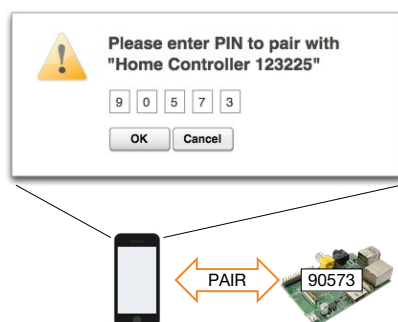 Please enter PIN to pair with
"Home Controller 123225"
9 0 5 7 3
OK Cancel
PAIR 90573